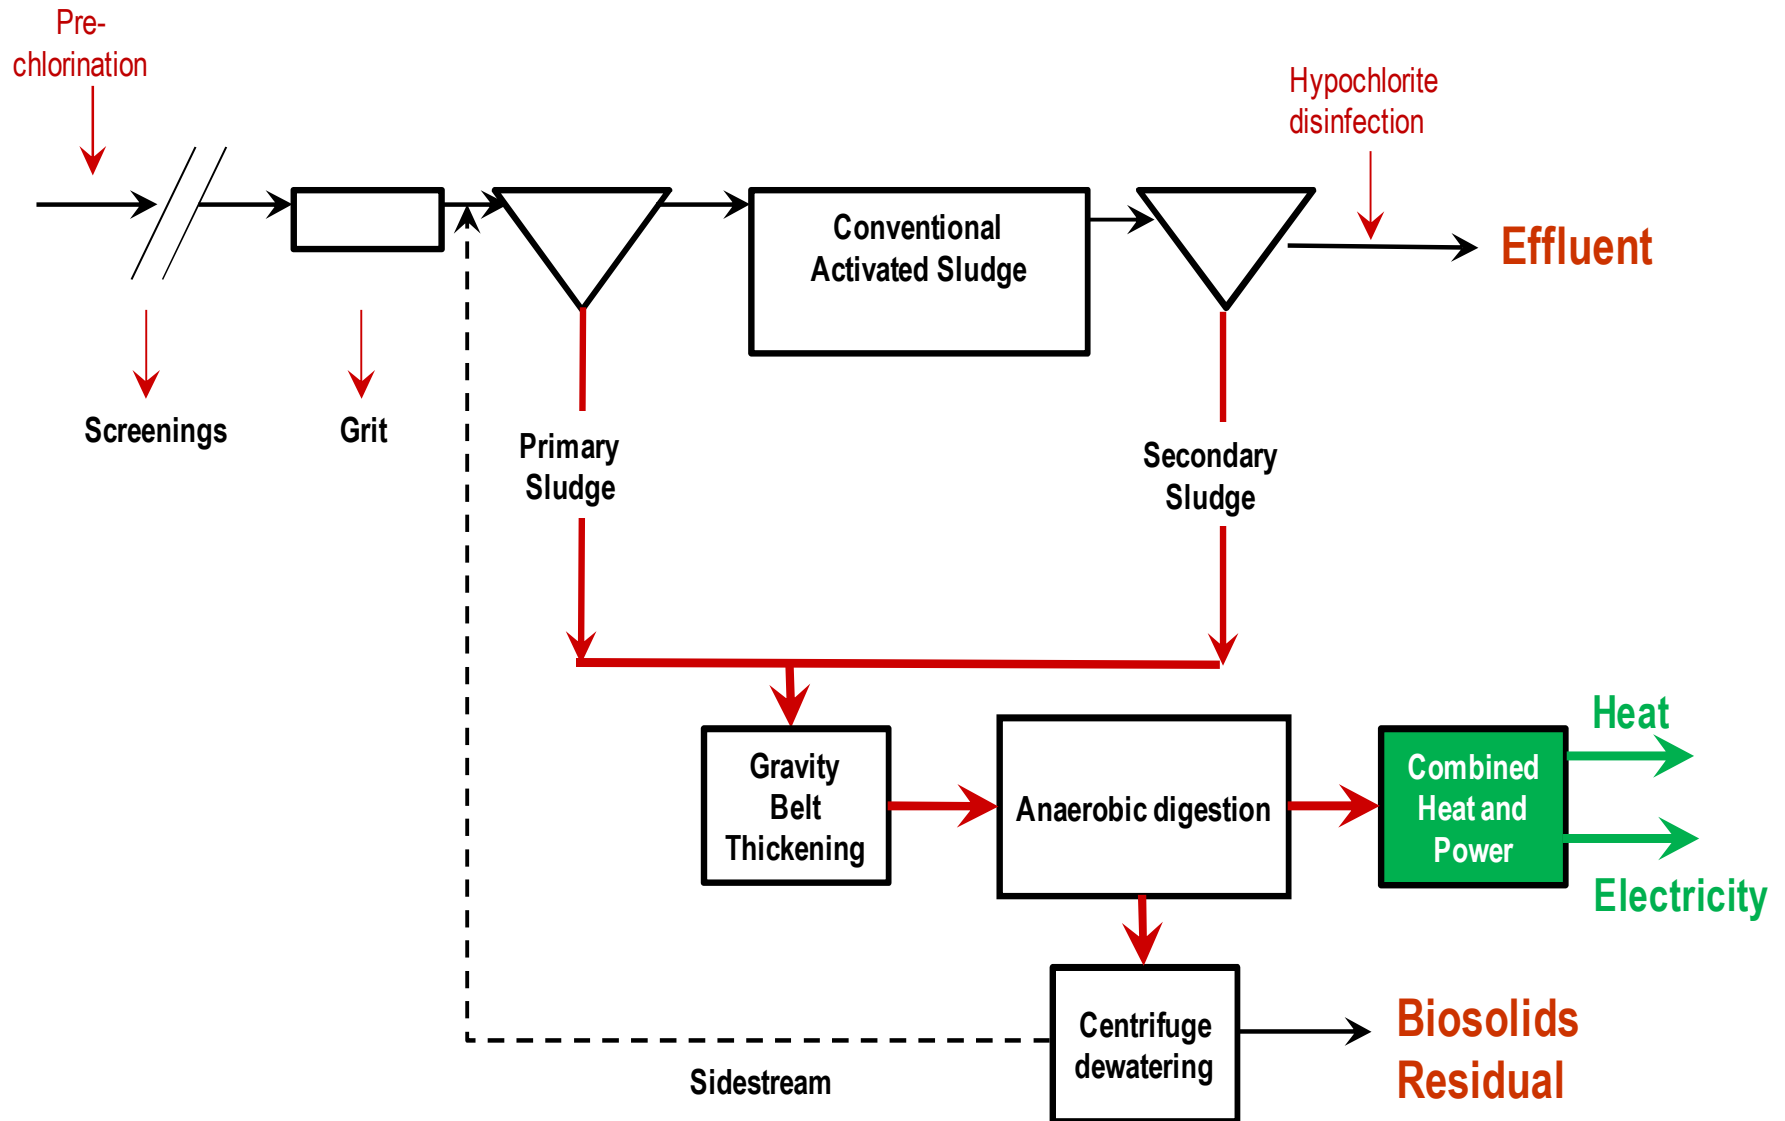 Pre-
chlorination
Hypochlorite
disinfection
Conventional
Activated Sludge
Effluent
Screenings
Grit
Primary
Sludge
Secondary
Sludge
Gravity
Belt
Thickening
Anaerobic digestion
Combined
Heat and
Power
Heat
Electricity
Centrifuge
dewatering
Biosolids
Residual
Sidestream